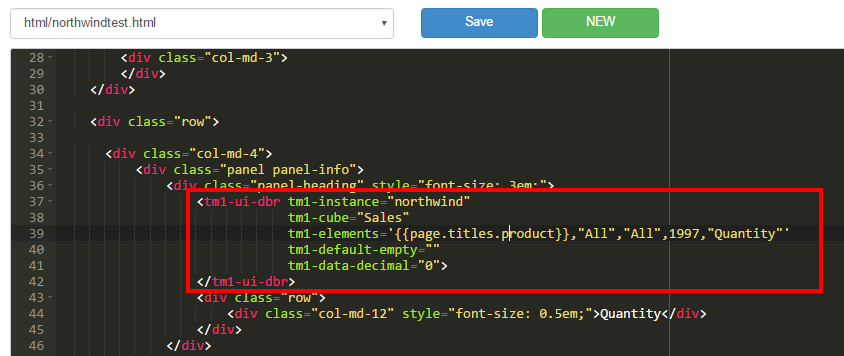 html/northwindtest.html Save NEW
28 <div class="col-md-3">
29 </div>
30 </div>
31
32 <div class="row">
33
34 <div class="col-md-4">
35 <div class="panel panel-info">
36 <div class="panel-heading" style="font-size: 3em;">
37 <tm1-ui-dbr tm1-instance="northwind"
38 tm1-cube="Sales"
39 tm1-elements='{{page.titles.product}},"All","All",1997,"Quantity"'
40 tm1-default-empty=""
41 tm1-data-decimal="0">
42 </tm1-ui-dbr>
43 <div class="row">
44 <div class="col-md-12" style="font-size: 0.5em;">Quantity</div>
45 </div>
46 </div>